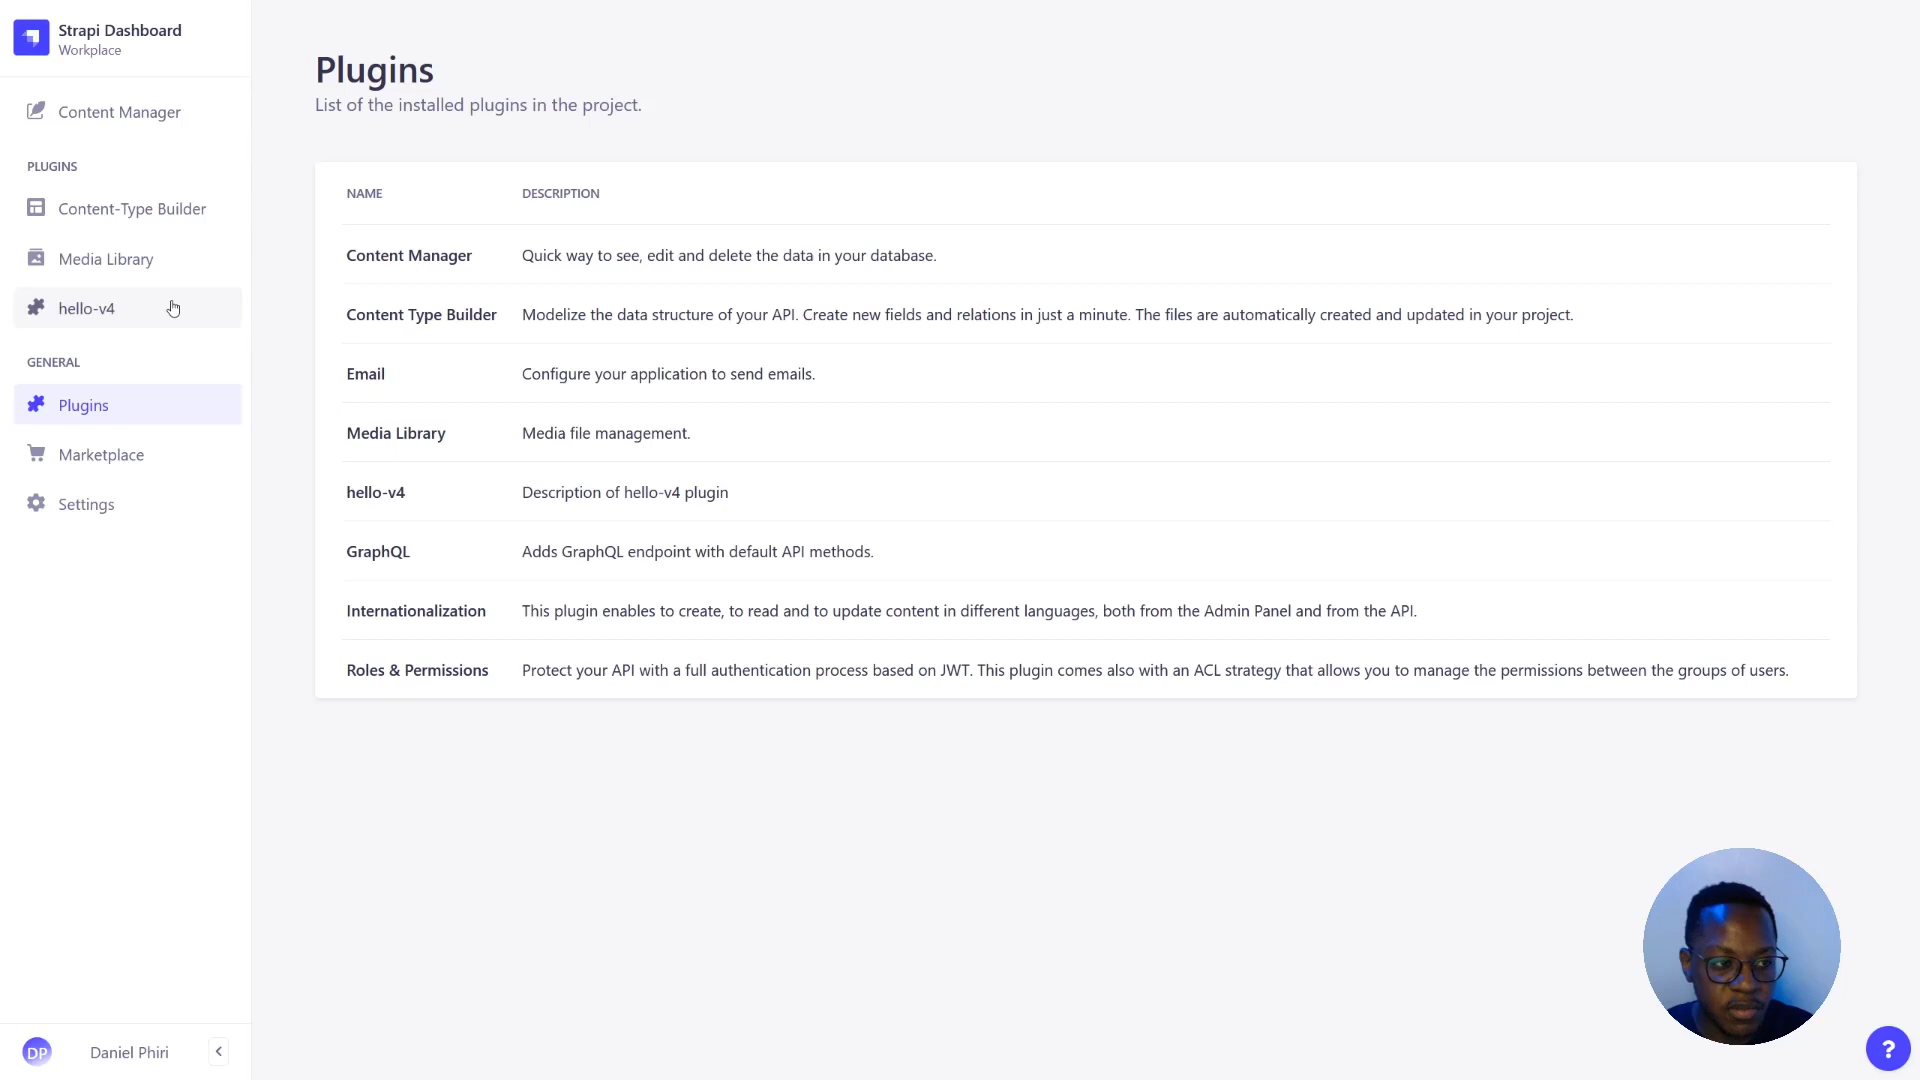 Strapi Dashboard
Workplace
Content Manager
PLUGINS
Content-Type Builder
Media Library
hello-v4
GENERAL
Plugins
Marketplace
Settings
DP
Daniel Phiri
Plugins
List of the installed plugins in the project.
NAME DESCRIPTION
Content Manager Quick way to see, edit and delete the data in your database.
Content Type Builder Modelize the data structure of your API. Create new fields and relations in just a minute. The files are automatically created and updated in your project.
Email Configure your application to send emails.
Media Library Media file management.
hello-v4 Description of hello-v4 plugin
GraphQL Adds GraphQL endpoint with default API methods.
Internationalization This plugin enables to create, to read and to update content in different languages, both from the Admin Panel and from the API.
Roles & Permissions Protect your API with a full authentication process based on JWT. This plugin comes also with an ACL strategy that allows you to manage the permissions between the groups of users.
?